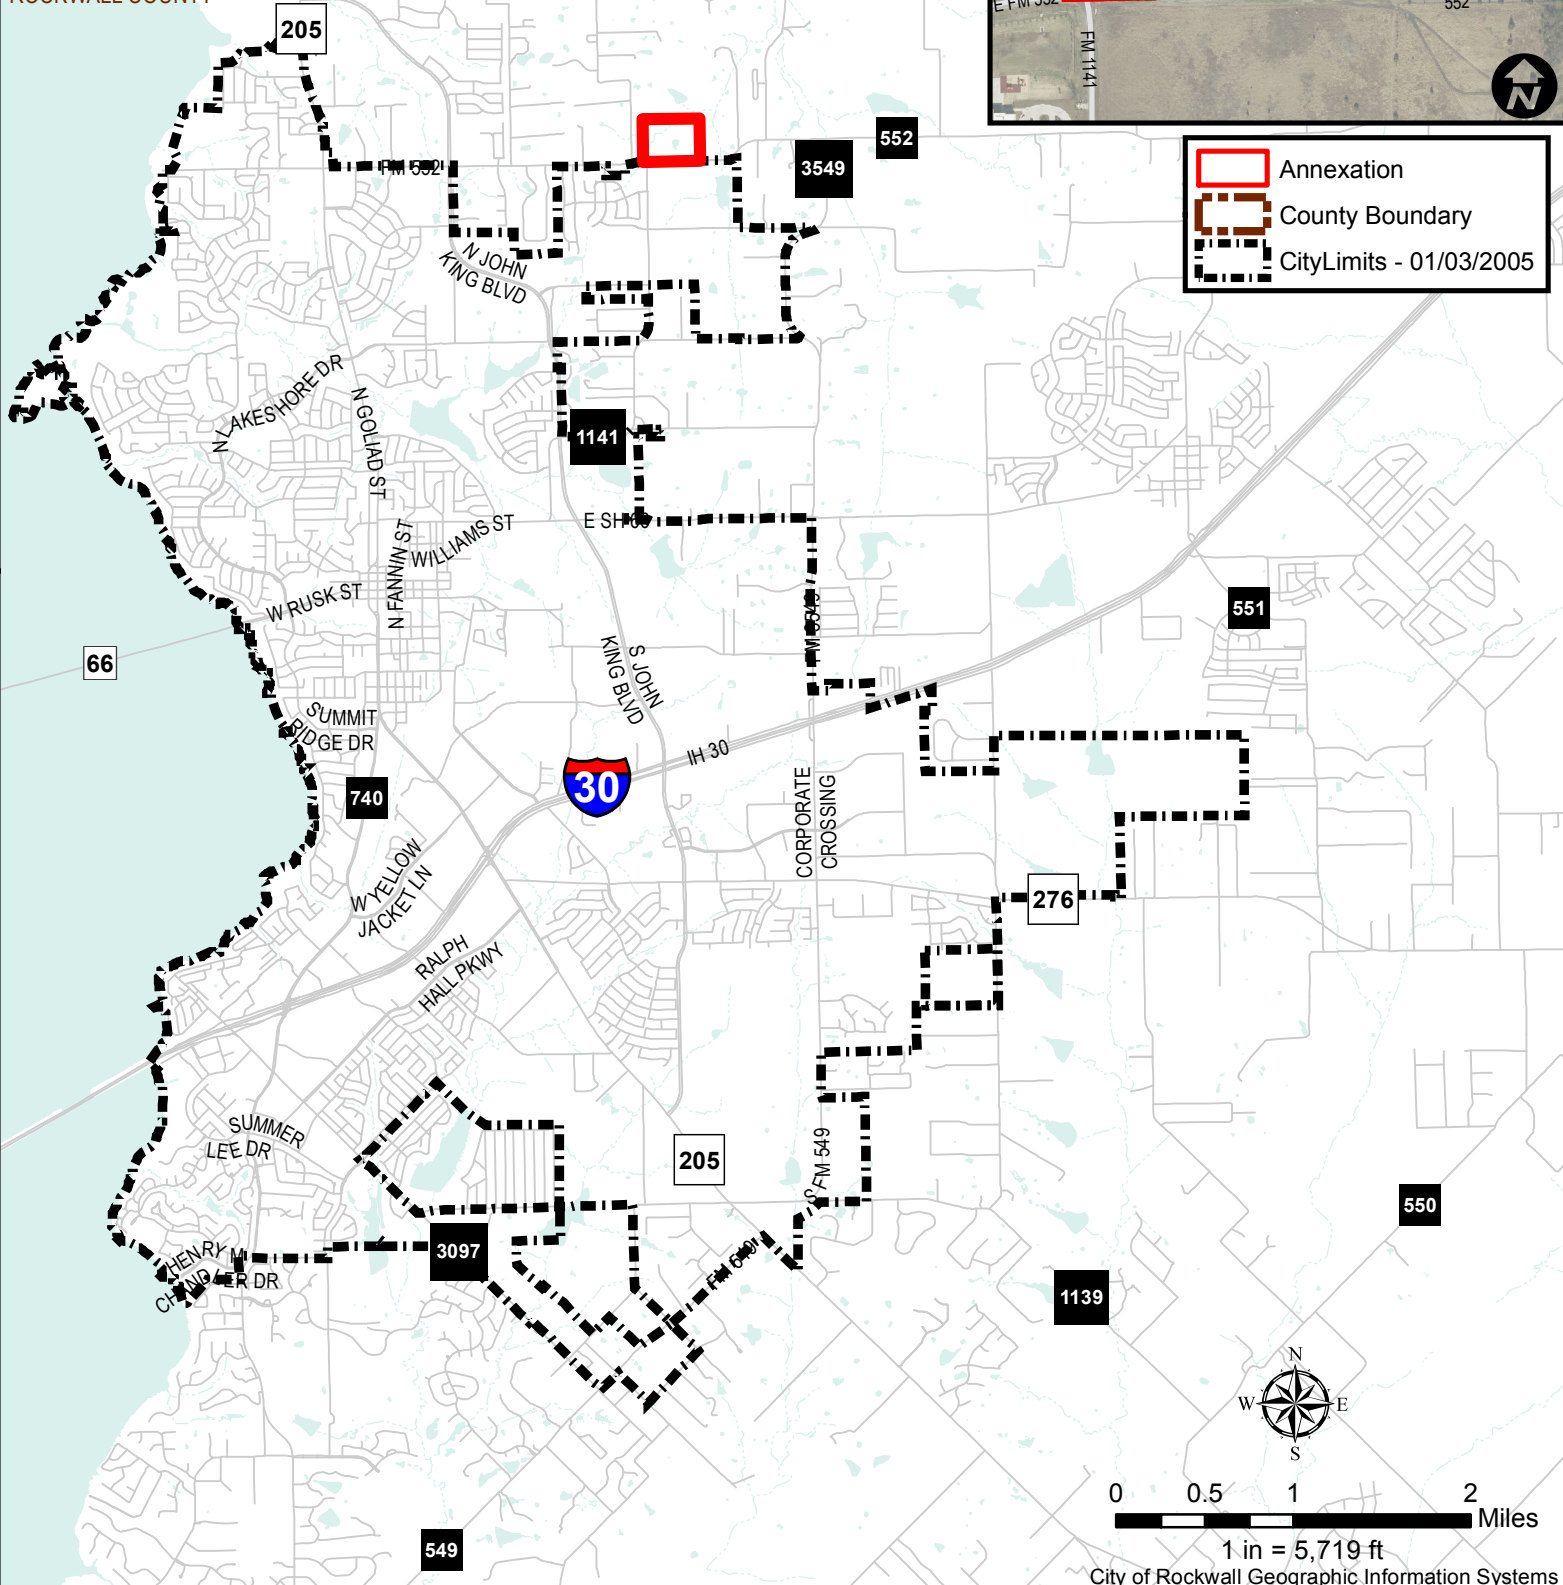 ROCKWALL COUNTY
E FM 552
552
FM 1141
N
205
FM 552
552
3549
Annexation
County Boundary
CityLimits - 01/03/2005
N JOHN
KING BLVD
N LAKESHORE DR
N GOLIAD ST
1141
E SH 66
WILLIAMS ST
N FANNIN ST
W RUSK ST
FM 3549
551
66
S JOHN
KING BLVD
SUMMIT
RIDGE DR
IH 30
30
740
CORPORATE
CROSSING
W YELLOW
JACKET LN
276
RALPH
HALL PKWY
SUMMER
LEE DR
205
S FM 549
550
3097
HENRY M
CHANDLER DR
FM 549
1139
N
W
E
S
0
0.5
1
2
Miles
1 in = 5,719 ft
549
City of Rockwall Geographic Information Systems